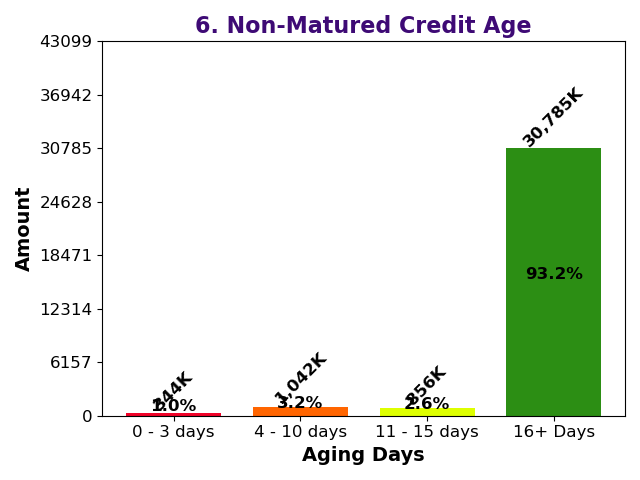 6. Non-Matured Credit Age
Amount
43099
36942
30785
24628
18471
12314
6157
0
344K
1.0%
1,042K
3.2%
856K
2.6%
30,785K
93.2%
0 - 3 days
4 - 10 days
11 - 15 days
16+ Days
Aging Days